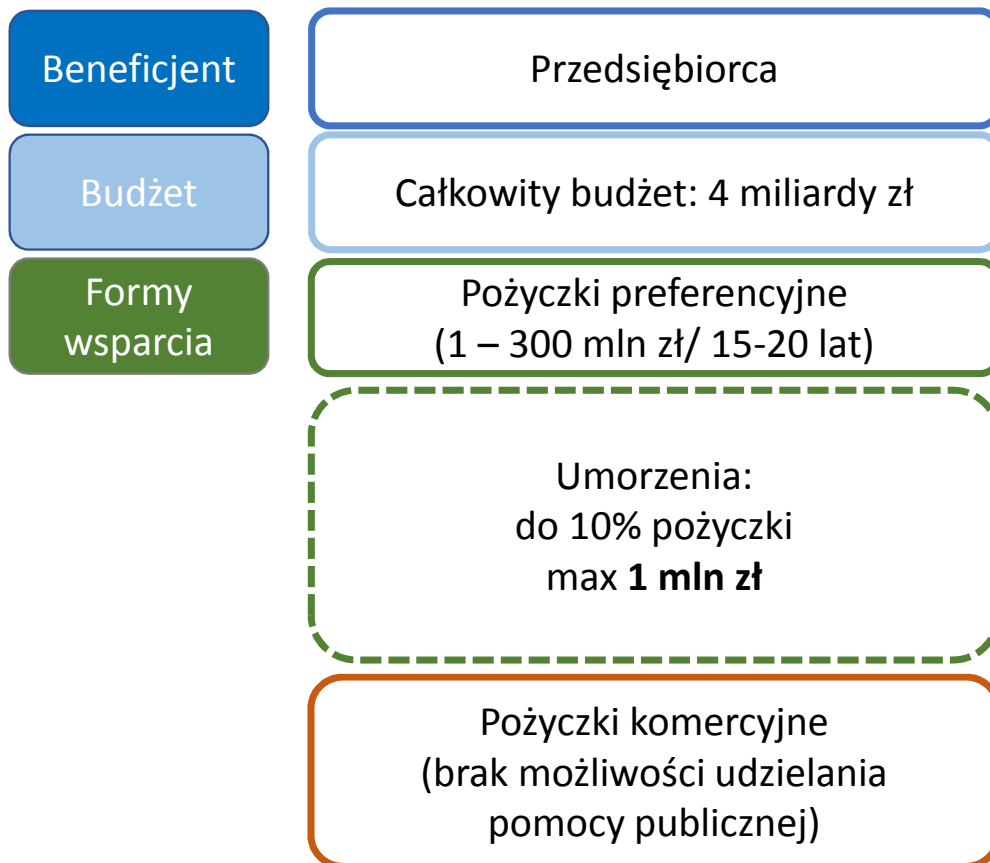 Beneficjent
Przedsiębiorca
Budżet
Całkowity budżet: 4 miliardy zł
Formy
wsparcia
Pożyczki preferencyjne
(1 – 300 mln zł/ 15-20 lat)
Umorzenia:
do 10% pożyczki
max 1 mln zł
Pożyczki komercyjne
(brak możliwości udzielania
pomocy publicznej)